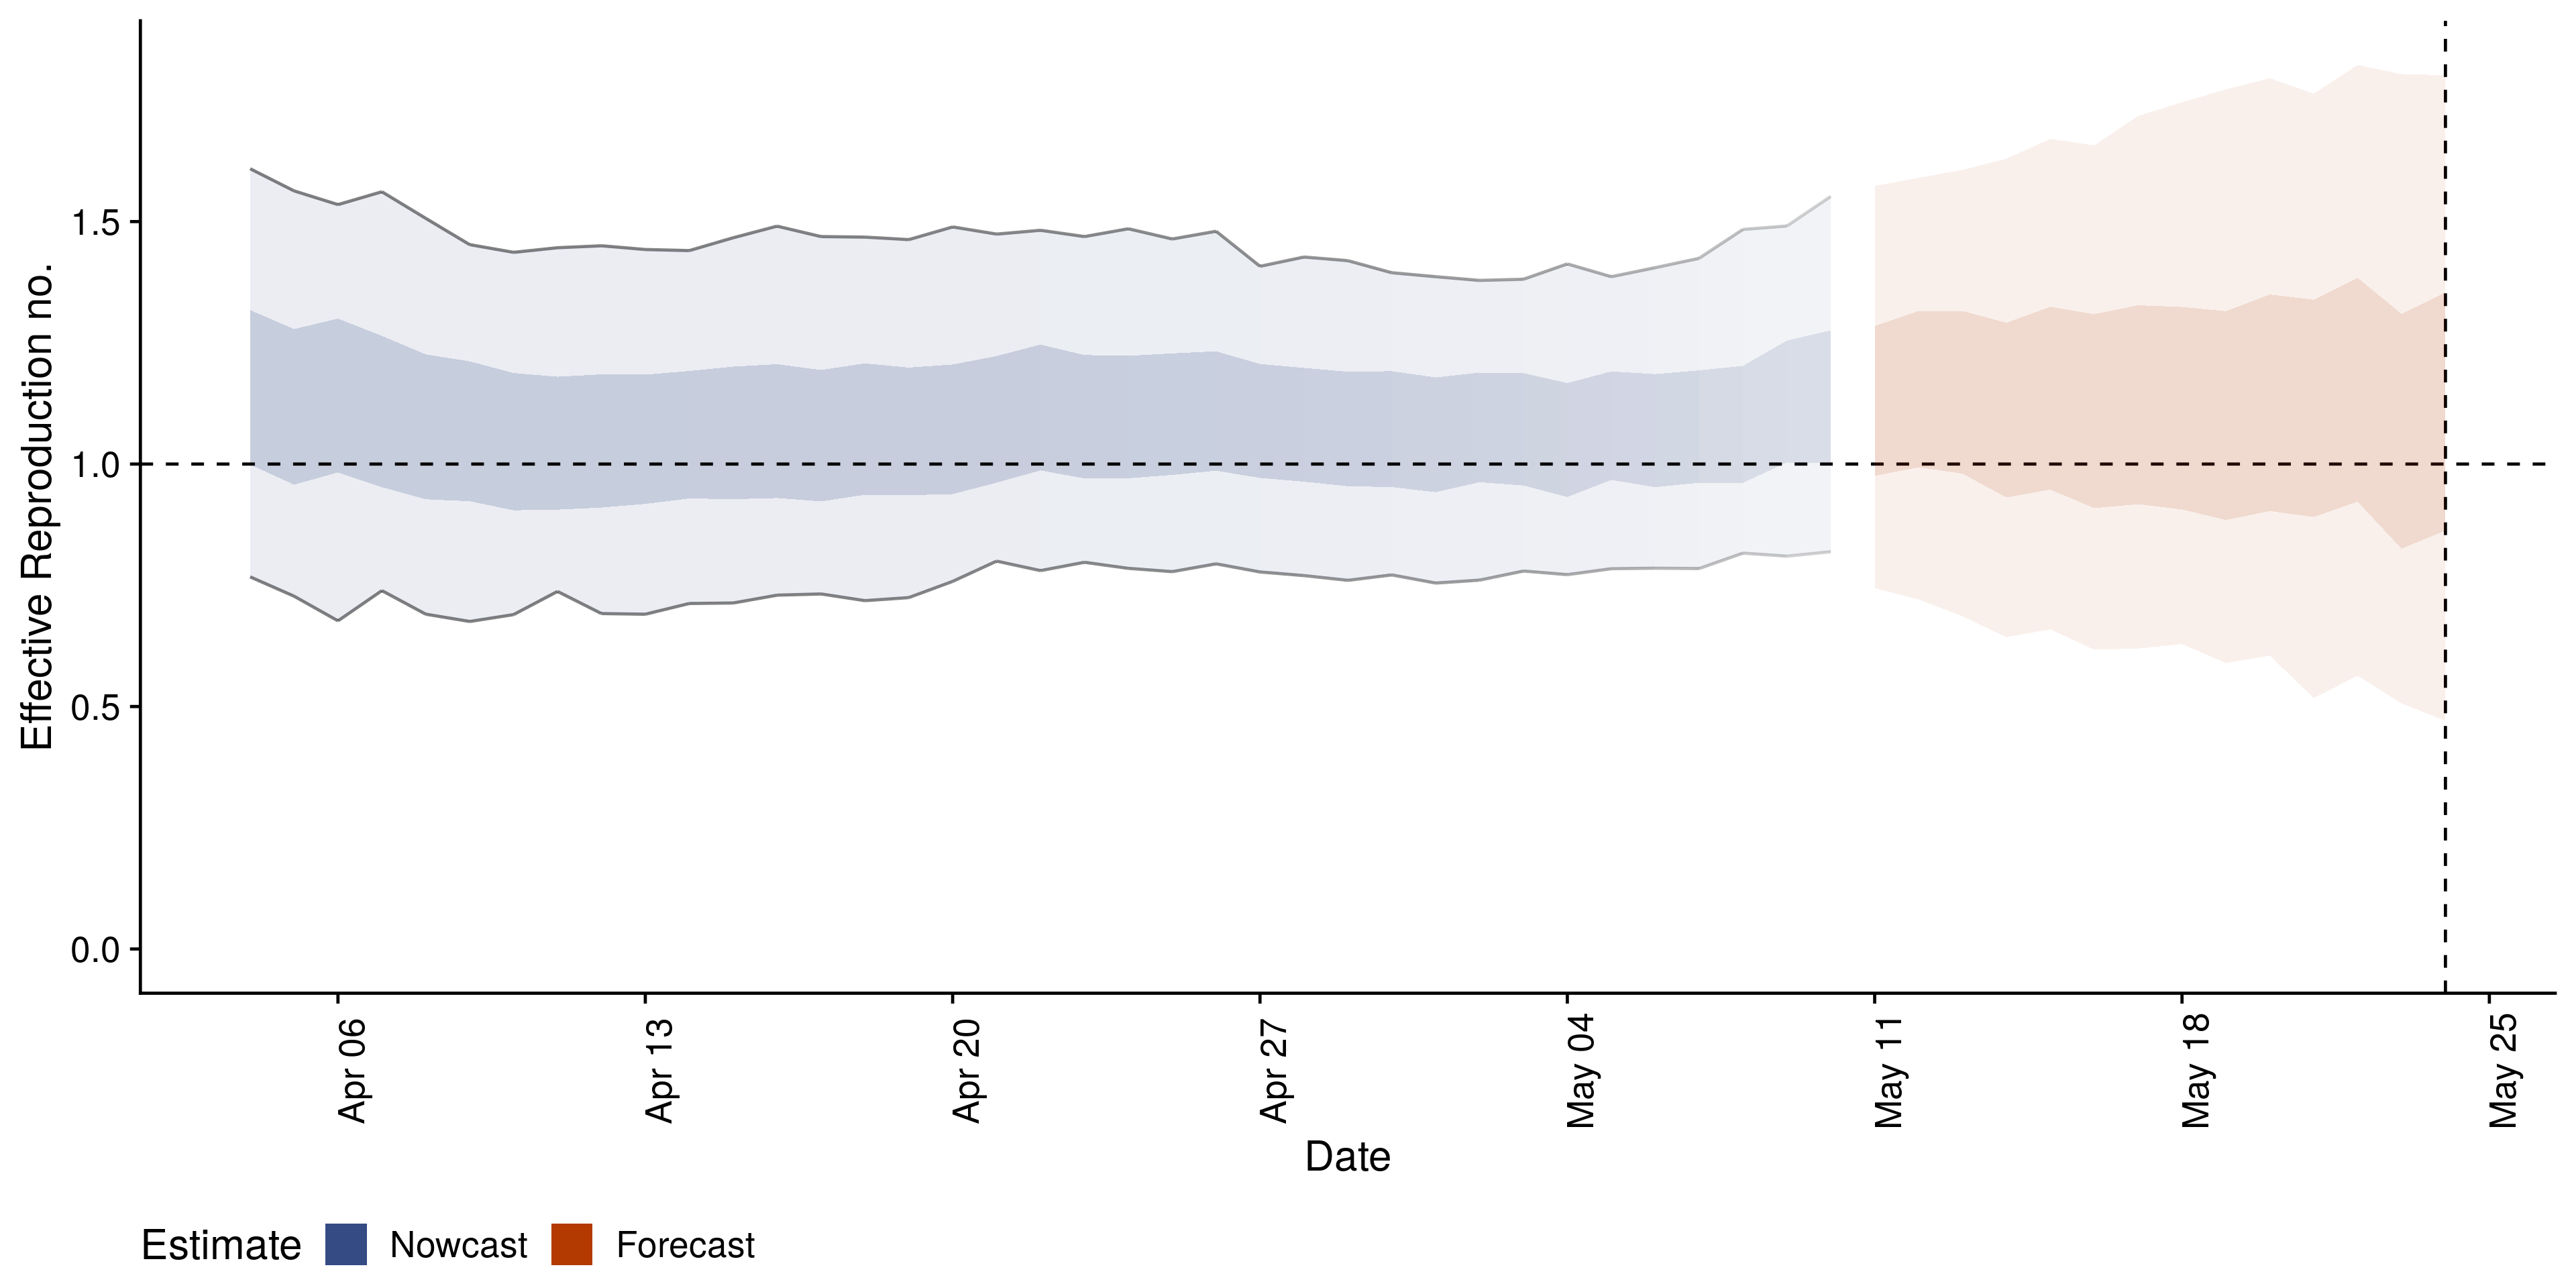 Effective Reproduction no.
1.5
1.0
0.5
0.0
Apr 06
Apr 13
Apr 20
Apr 27
May 04
May 11
May 18
May 25
Date
Estimate Nowcast Forecast